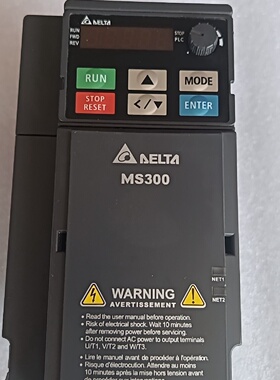 DELTA
RUN
FWD
REV
STOP
PLC
RUN
MODE
STOP
RESET
</
ENTER
DELTA
MS300
NET1
NET2
WARNING
AVERTISSEMENT
Read the user manual before operation.
Risk of electrical shock. Wait 10 minutes
after removing power before servicing.
Do not connect AC power to output terminals
U/T1, V/T2 and W/T3.
Lire le manuel avant de faire l'opération.
Risque d'électrocution. Attendre au moins
10 minutes après la mise hors tension avant